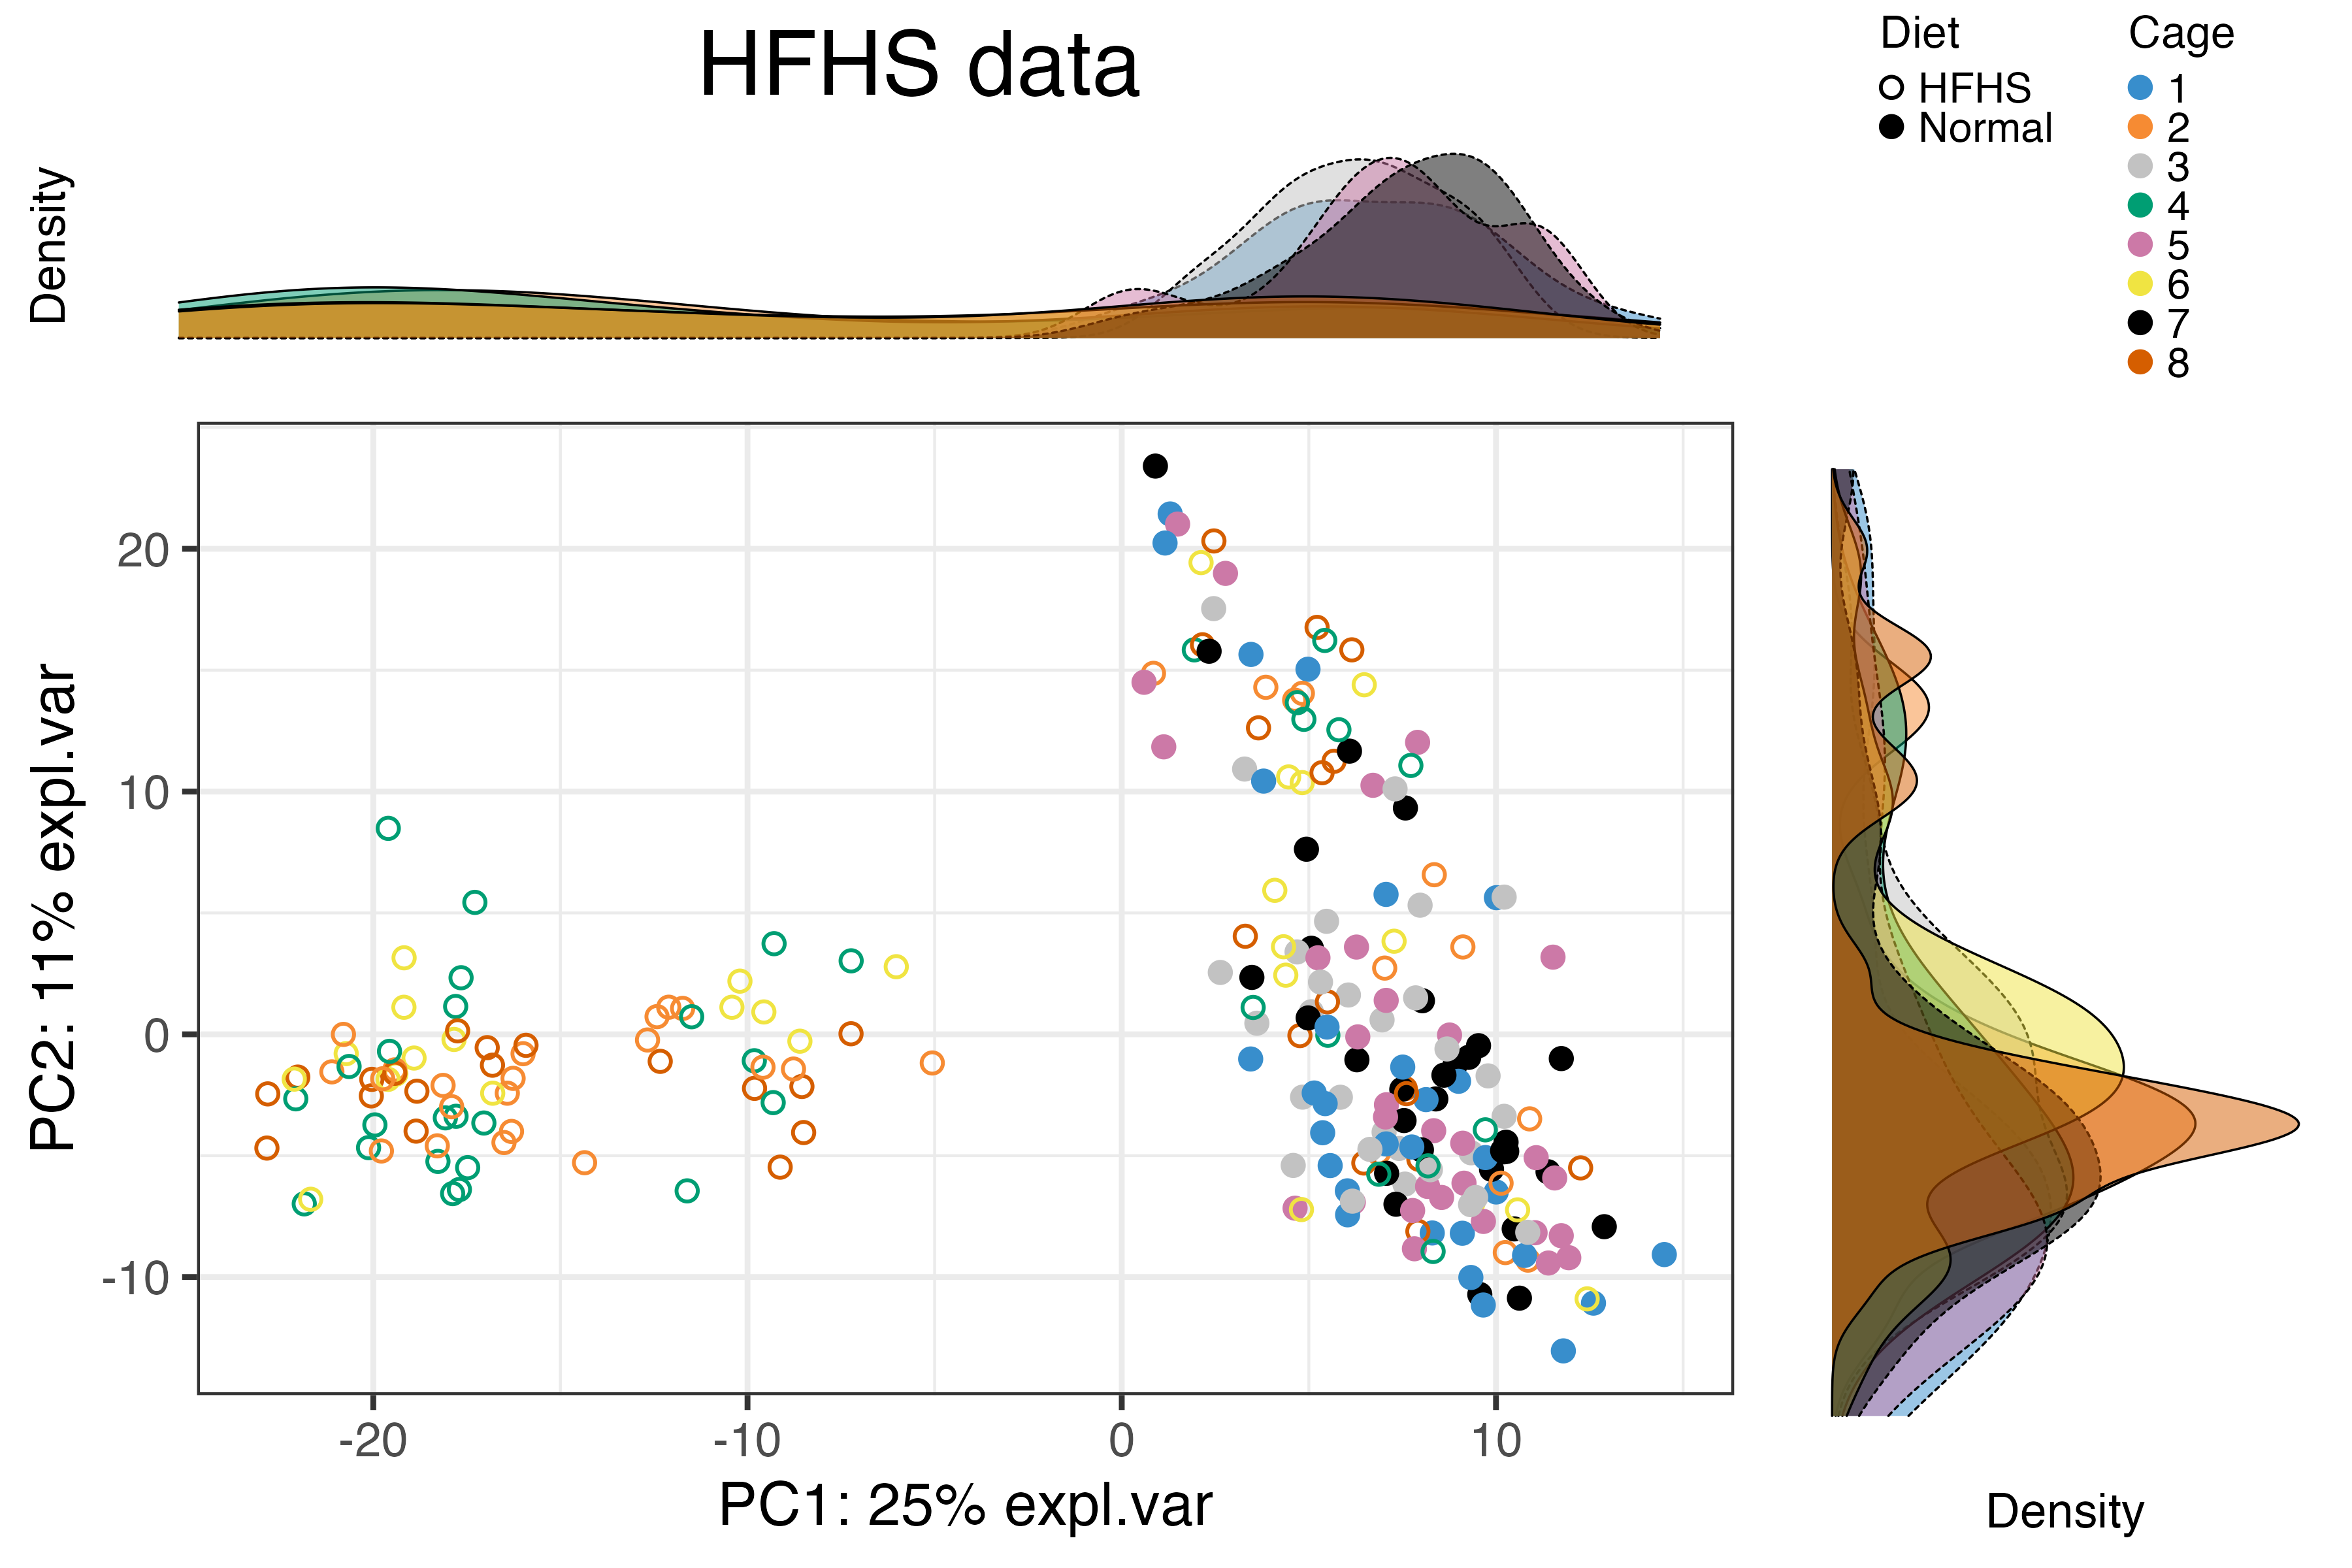 HFHS data
Diet
HFHS
Normal
Cage
1
2
3
4
5
6
7
8
Density
PC2: 11% expl.var
20
10
0
-10
-20
-10
0
10
PC1: 25% expl.var
Density